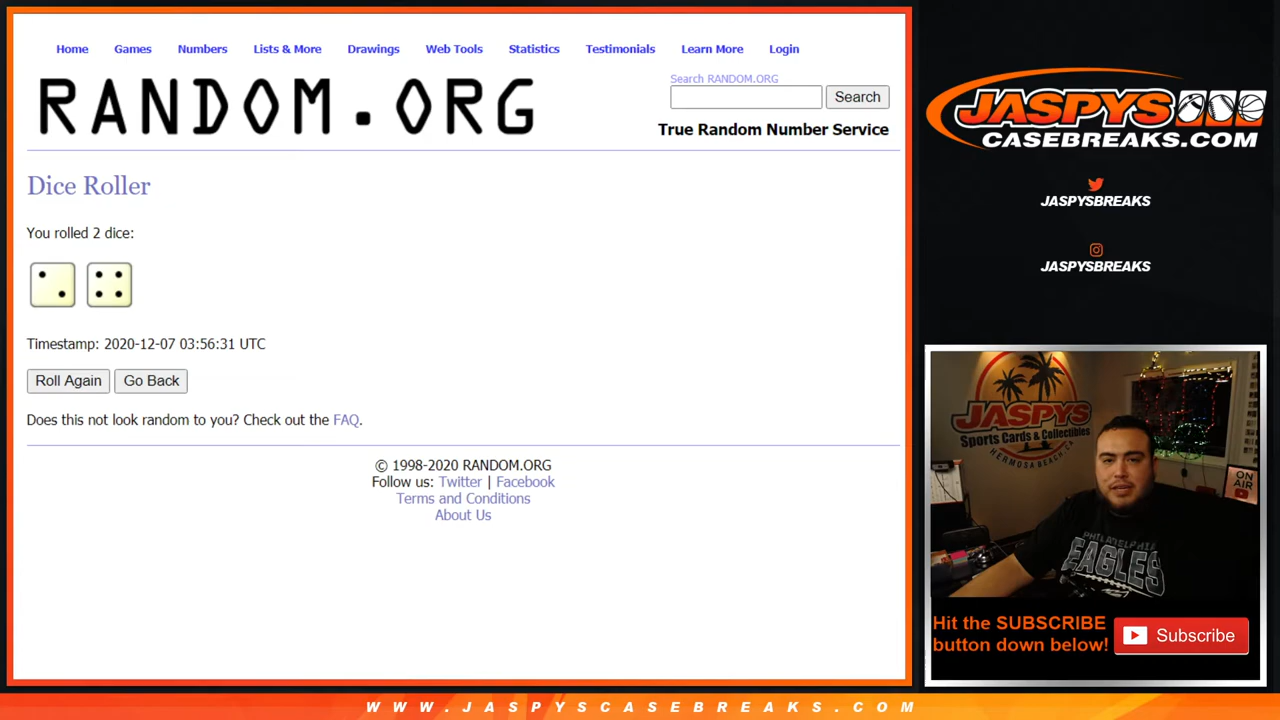 Home Games Numbers Lists & More Drawings Web Tools Statistics Testimonials Learn More Login
RANDOM.ORG
Search RANDOM.ORG
Search
True Random Number Service
Dice Roller
You rolled 2 dice:
Timestamp: 2020-12-07 03:56:31 UTC
Roll Again Go Back
Does this not look random to you? Check out the FAQ.
© 1998-2020 RANDOM.ORG
Follow us: Twitter | Facebook
Terms and Conditions
About Us
JASPYS
CASEBREAKS.COM
JASPYSBREAKS
JASPYSBREAKS
JASPYS
Sports Cards & Collectibles
HERMOSA BEACH, CA
ON
AIR
PHILADELPHIA
EAGLES
Hit the SUBSCRIBE
button down below!
Subscribe
WWW.JASPYSCASEBREAKS.COM